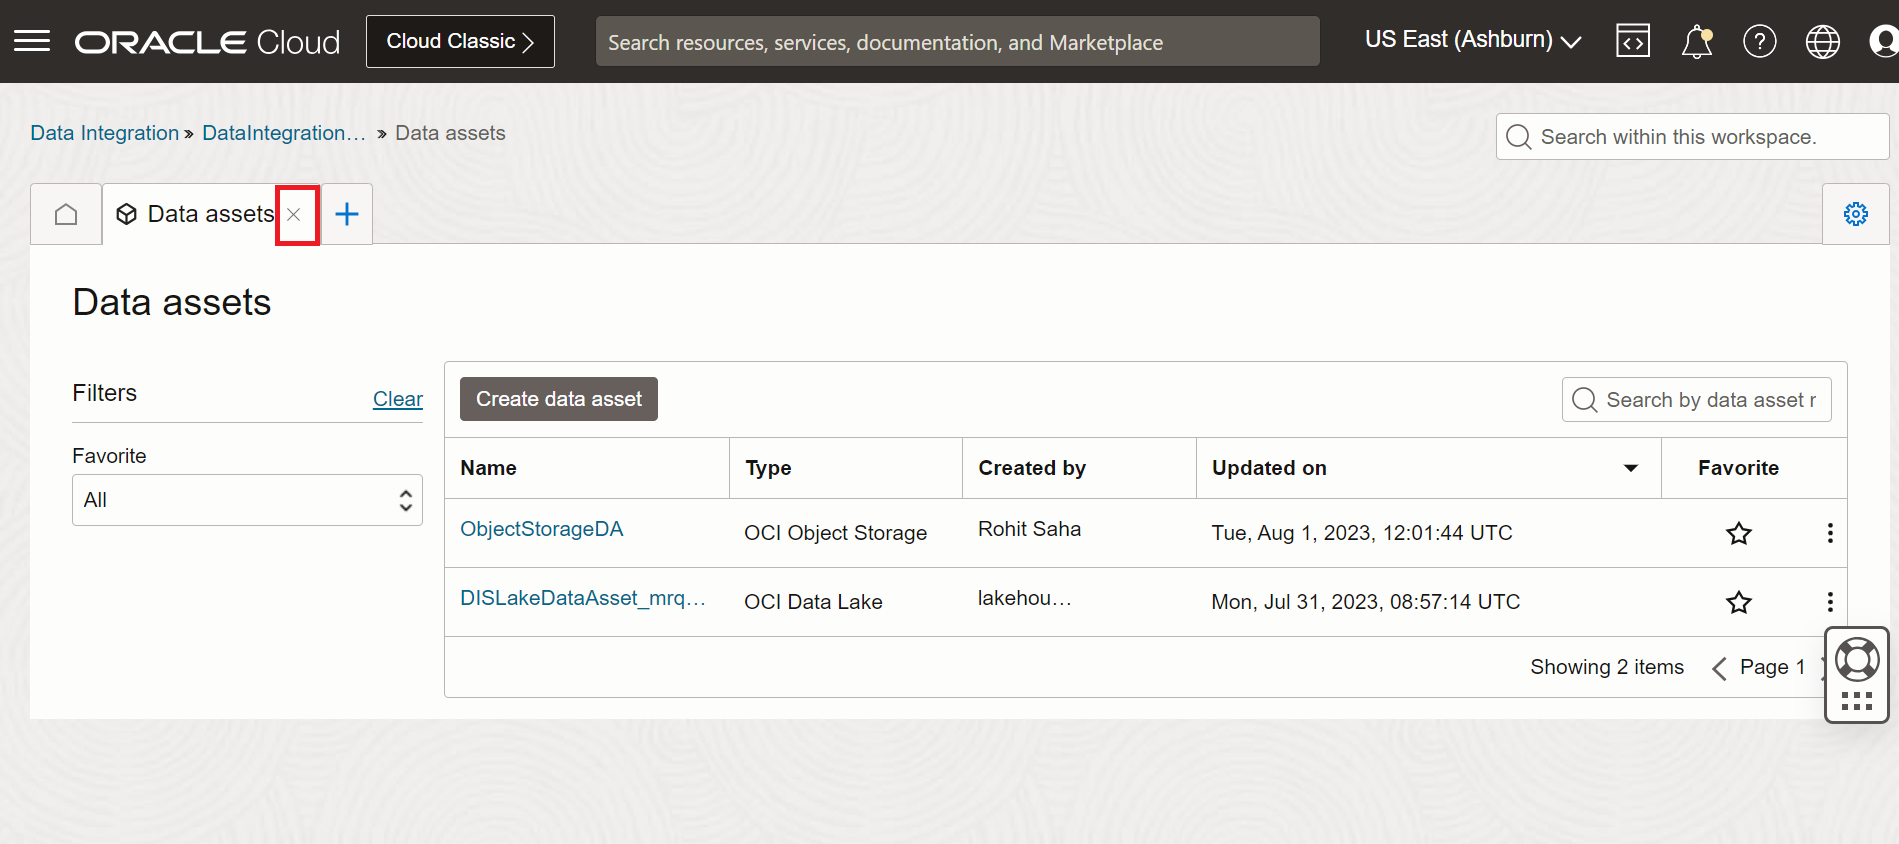 ORACLE Cloud
Cloud Classic
Search resources, services, documentation, and Marketplace
US East (Ashburn)
Data Integration » DataIntegration... » Data assets
Search within this workspace.
Data assets
Data assets
Filters
Clear
Favorite
All
Create data asset
Search by data asset
Name Type Created by Updated on Favorite
ObjectStorageDA OCI Object Storage Rohit Saha Tue, Aug 1, 2023, 12:01:44 UTC
DISLakeDataAsset_mrq... OCI Data Lake lakehou... Mon, Jul 31, 2023, 08:57:14 UTC
Showing 2 items Page 1